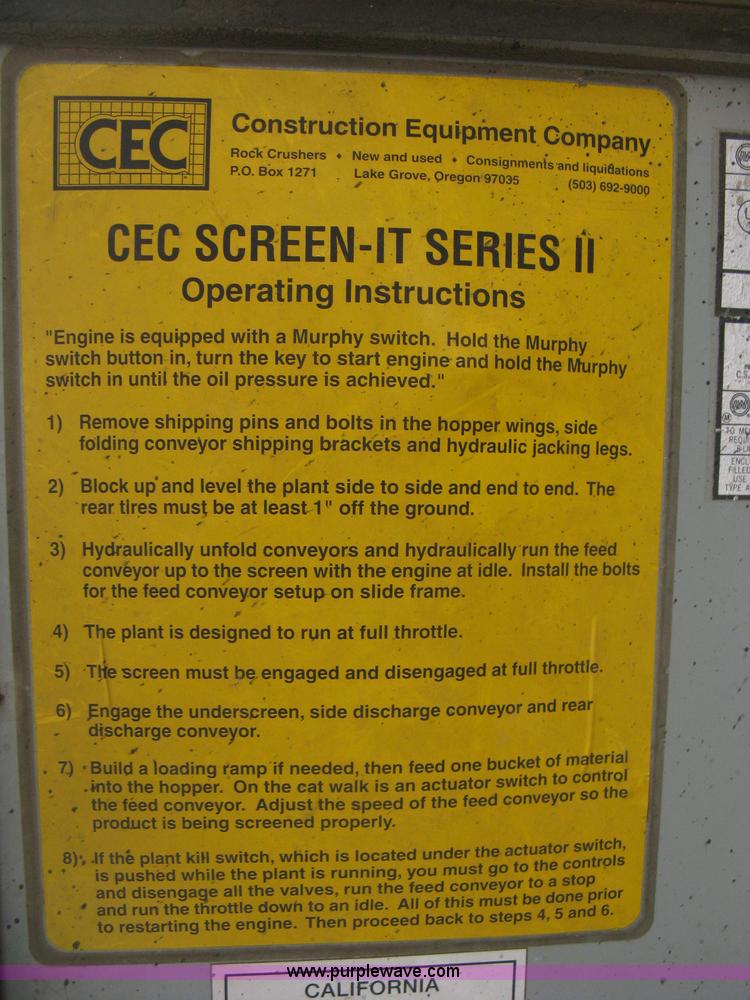 CEC
Construction Equipment Company
Rock Crushers • New and used • Consignments and liquidations
P.O. Box 1271 Lake Grove, Oregon 97035 (503) 692-9000
CEC SCREEN-IT SERIES II
Operating Instructions
"Engine is equipped with a Murphy switch. Hold the Murphy
switch button in, turn the key to start engine and hold the Murphy
switch in until the oil pressure is achieved."
1) Remove shipping pins and bolts in the hopper wings, side
folding conveyor shipping brackets and hydraulic jacking legs.
2) Block up and level the plant side to side and end to end. The
rear tires must be at least 1" off the ground.
3) Hydraulically unfold conveyors and hydraulically run the feed
conveyor up to the screen with the engine at idle. Install the bolts
for the feed conveyor setup on slide frame.
4) The plant is designed to run at full throttle.
5) The screen must be engaged and disengaged at full throttle.
6) Engage the underscreen, side discharge conveyor and rear
discharge conveyor.
7) Build a loading ramp if needed, then feed one bucket of material
into the hopper. On the cat walk is an actuator switch to control
the feed conveyor. Adjust the speed of the feed conveyor so the
product is being screened properly.
8) If the plant kill switch, which is located under the actuator switch,
is pushed while the plant is running, you must go to the controls
and disengage all the valves, run the feed conveyor to a stop
and run the throttle down to an idle. All of this must be done prior
to restarting the engine. Then proceed back to steps 4, 5 and 6.
www.purplewave.com
CALIFORNIA
C.S.
TO ME
REQU
ENCL
FILLED
USE
TYPE A